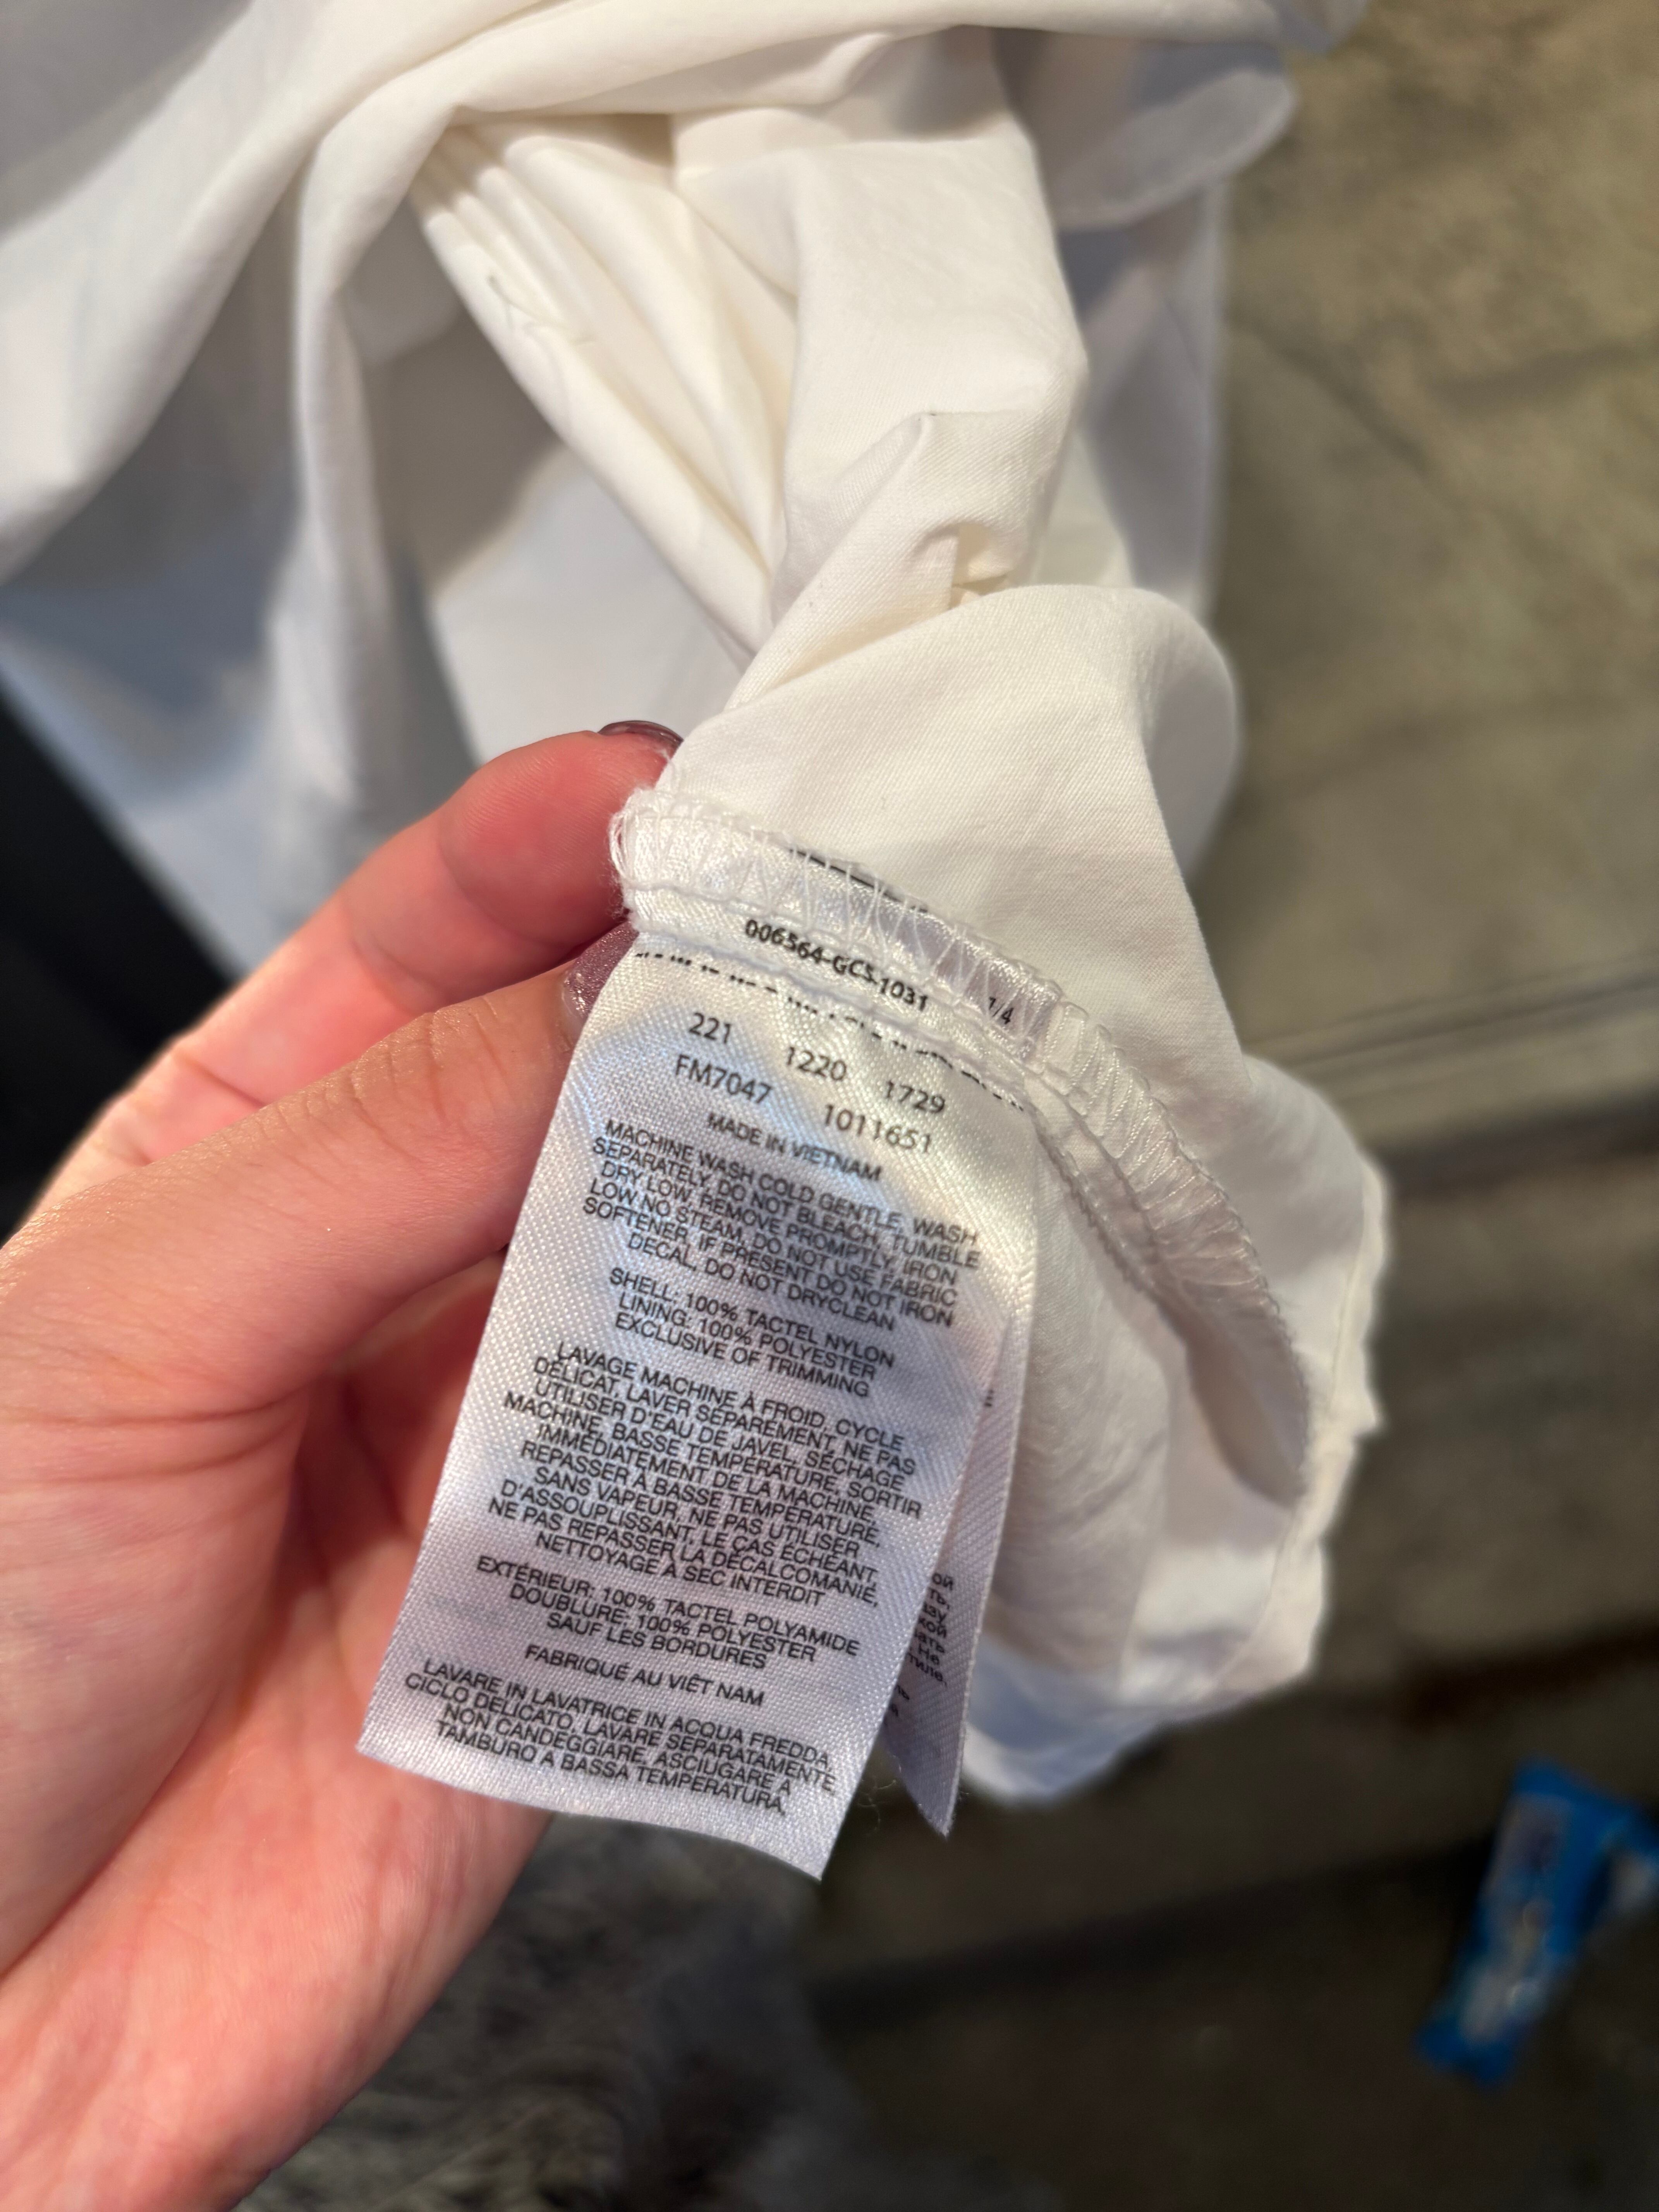 006564-GCS-1031
1/4
221 1220 1729
FM7047 1011651
MADE IN VIETNAM
MACHINE WASH COLD GENTLE, WASH
SEPARATELY, DO NOT BLEACH, TUMBLE
DRY LOW, REMOVE PROMPTLY, IRON
LOW NO STEAM, DO NOT USE FABRIC
SOFTENER, IF PRESENT DO NOT IRON
DECAL, DO NOT DRYCLEAN
SHELL: 100% TACTEL NYLON
LINING: 100% POLYESTER
EXCLUSIVE OF TRIMMING
LAVAGE MACHINE À FROID, CYCLE
DÉLICAT, LAVER SÉPARÉMENT, NE PAS
UTILISER D'EAU DE JAVEL, SÉCHAGE
MACHINE, BASSE TEMPÉRATURE, SORTIR
IMMÉDIATEMENT DE LA MACHINE,
REPASSER À BASSE TEMPÉRATURE,
SANS VAPEUR, NE PAS UTILISER
D'ASSOUPLISSANT, LE CAS ÉCHÉANT,
NE PAS REPASSER LA DÉCALCOMANIE,
NETTOYAGE À SEC INTERDIT
EXTÉRIEUR: 100% TACTEL POLYAMIDE
DOUBLURE: 100% POLYESTER
SAUF LES BORDURES
FABRIQUÉ AU VIÊT NAM
LAVARE IN LAVATRICE IN ACQUA FREDDA,
CICLO DELICATO, LAVARE SEPARATAMENTE,
NON CANDEGGIARE, ASCIUGARE A
TAMBURO A BASSA TEMPERATURA,